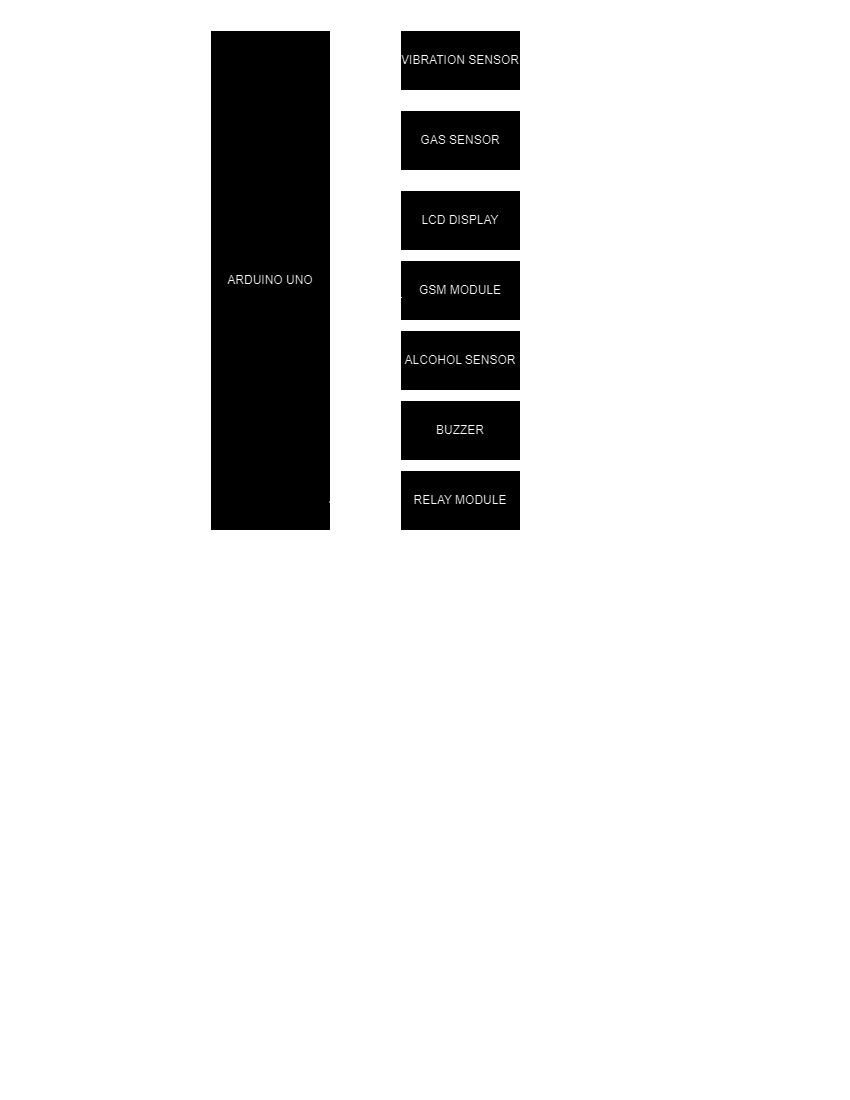 VIBRATION SENSOR
GAS SENSOR
LCD DISPLAY
ARDUINO UNO
GSM MODULE
ALCOHOL SENSOR
BUZZER
RELAY MODULE